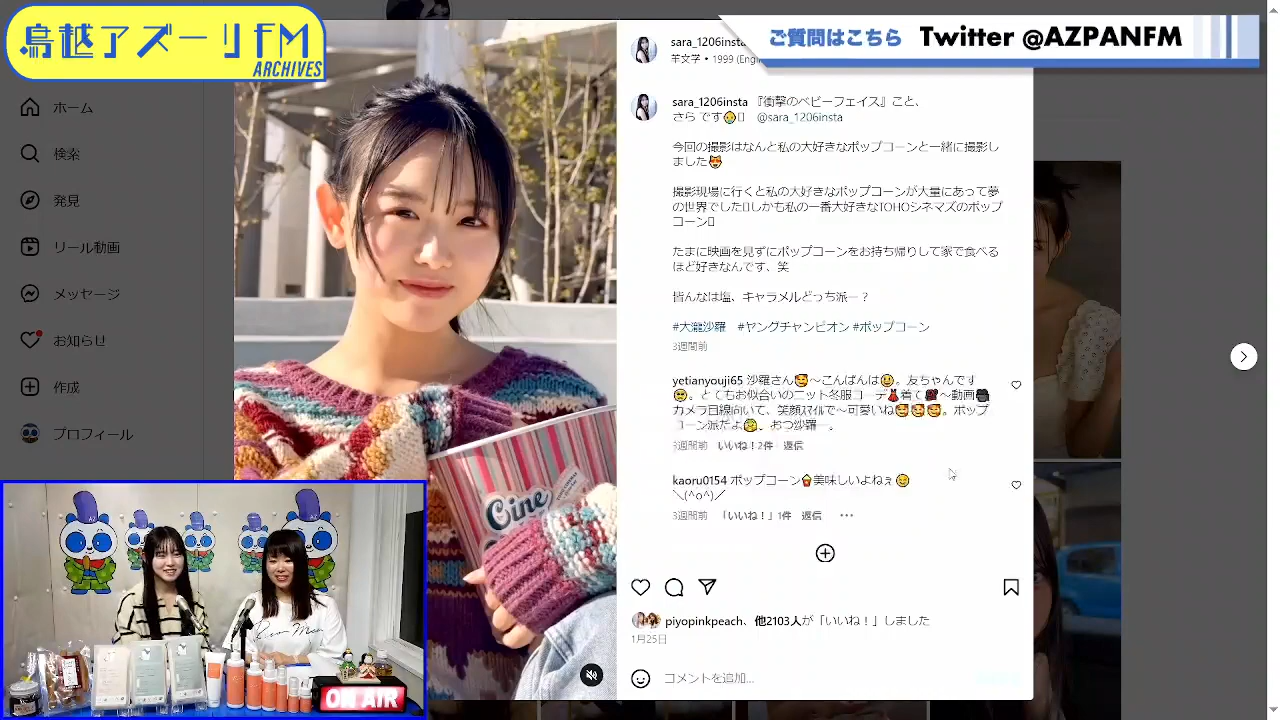 鳥越アズーリFM
ARCHIVES
ご質問はこちら Twitter @AZPANFM
ホーム
検索
発見
リール動画
メッセージ
お知らせ
作成
プロフィール
sara_1206insta
羊文学 • 1999 (Engl
sara_1206insta 『衝撃のベビーフェイス』こと、
さら です @sara_1206insta
今回の撮影はなんと私の大好きなポップコーンと一緒に撮影し
ました🐯
撮影現場に行くと私の大好きなポップコーンが大量にあって夢
の世界でしたしかも私の一番大好きなTOHOシネマズのポップ
コーン
たまに映画を見ずにポップコーンをお持ち帰りして家で食べる
ほど好きなんです、笑
皆んなは塩、キャラメルどっち派ー？
#大瀧沙羅 #ヤングチャンピオン #ポップコーン
3週間前
yetianyouji65 沙羅さん🥰〜こんばんは😃。友ちゃんです
🥺。とてもお似合いのニット冬服コーデ👗着て〜動画🎥
カメラ目線向いて、笑顔ｽﾏｲﾙで〜可愛いね🥰🥰🥰。ポップ
コーン派だよ。おつ沙羅ー。
3週間前 いいね！2件 返信
kaoru0154 ポップコーン🍿美味しいよねぇ😉
＼(^o^)／
3週間前 「いいね！」1件 返信 •••
piyopinkpeach、他2103人が「いいね！」しました
1月25日
コメントを追加...
Cine
ON AIR